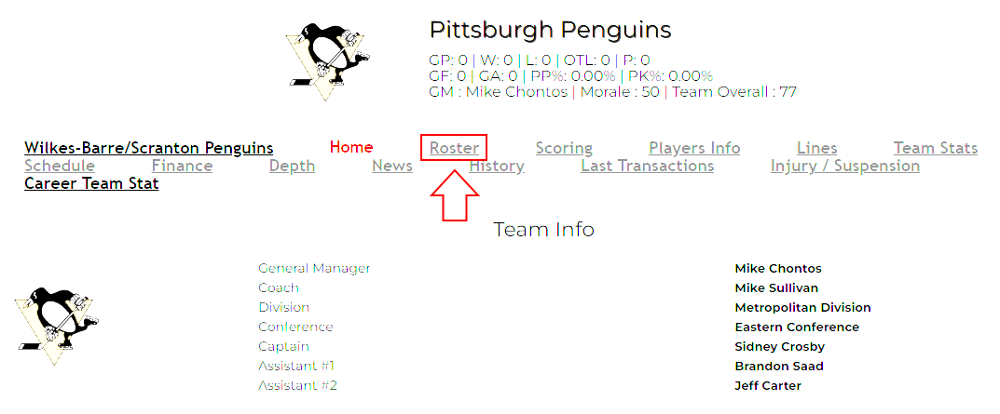 Pittsburgh Penguins
GP: 0 | W: 0 | L: 0 | OTL: 0 | P: 0
GF: 0 | GA: 0 | PP%: 0.00% | PK%: 0.00%
GM : Mike Chontos | Morale : 50 | Team Overall : 77
Wilkes-Barre/Scranton Penguins Home Roster Scoring Players Info Lines Team Stats
Schedule Finance Depth News History Last Transactions Injury / Suspension
Career Team Stat
Team Info
General Manager Mike Chontos
Coach Mike Sullivan
Division Metropolitan Division
Conference Eastern Conference
Captain Sidney Crosby
Assistant #1 Brandon Saad
Assistant #2 Jeff Carter